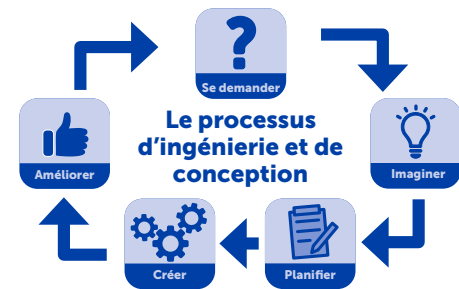 Se demander
Le processus
d’ingénierie et de
conception
Améliorer
Imaginer
Créer
Planifier